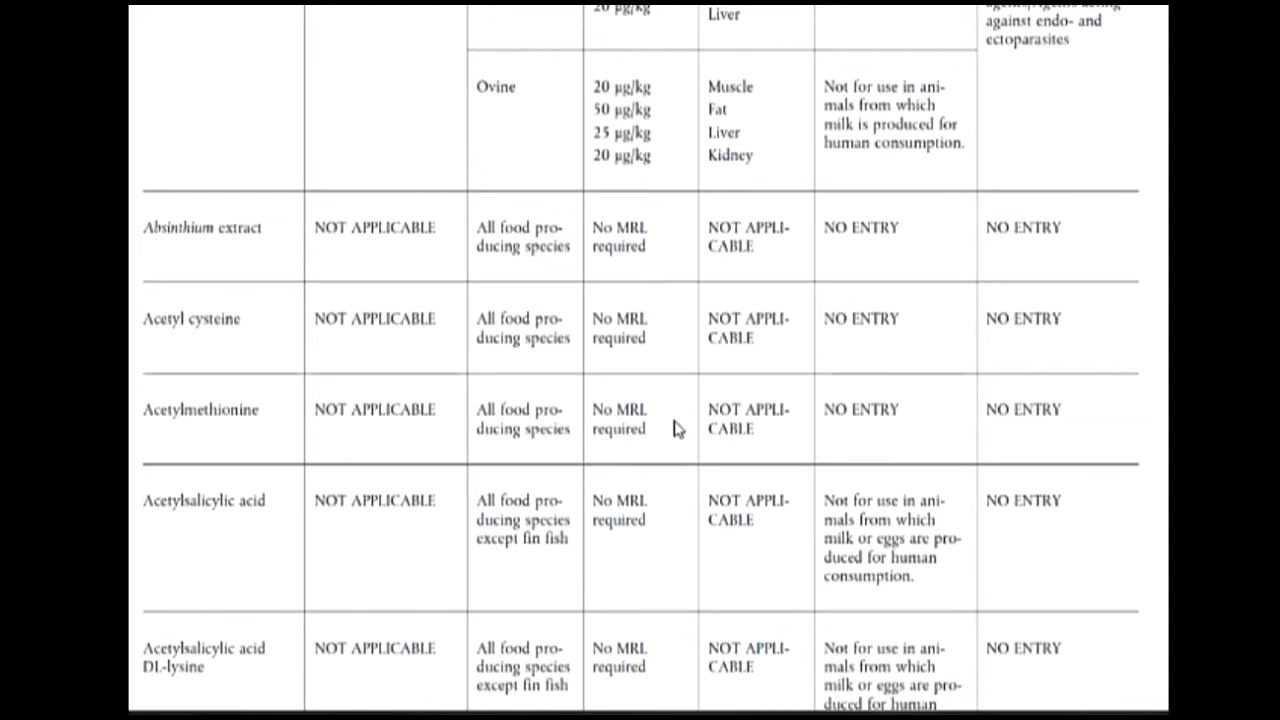 20 µg/kg
Liver
against endo- and
ectoparasites
Ovine
20 µg/kg
50 µg/kg
25 µg/kg
20 µg/kg
Muscle
Fat
Liver
Kidney
Not for use in ani-
mals from which
milk is produced for
human consumption.
Absinthium extract
NOT APPLICABLE
All food pro-
ducing species
No MRL
required
NOT APPLI-
CABLE
NO ENTRY
NO ENTRY
Acetyl cysteine
NOT APPLICABLE
All food pro-
ducing species
No MRL
required
NOT APPLI-
CABLE
NO ENTRY
NO ENTRY
Acetylmethionine
NOT APPLICABLE
All food pro-
ducing species
No MRL
required
NOT APPLI-
CABLE
NO ENTRY
NO ENTRY
Acetylsalicylic acid
NOT APPLICABLE
All food pro-
ducing species
except fin fish
No MRL
required
NOT APPLI-
CABLE
Not for use in ani-
mals from which
milk or eggs are pro-
duced for human
consumption.
NO ENTRY
Acetylsalicylic acid
DL-lysine
NOT APPLICABLE
All food pro-
ducing species
except fin fish
No MRL
required
NOT APPLI-
CABLE
Not for use in ani-
mals from which
milk or eggs are pro-
duced for human
NO ENTRY